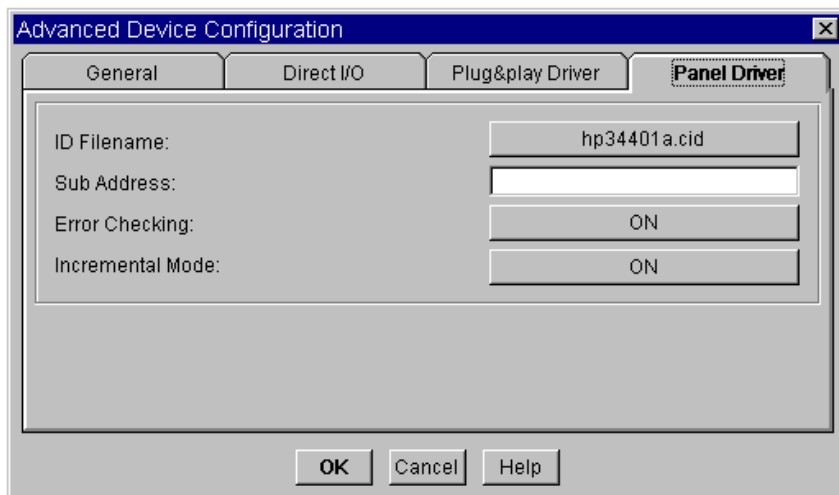 Advanced Device Configuration
General Direct I/O Plug&play Driver Panel Driver
ID Filename: hp34401a.cid
Sub Address:
Error Checking: ON
Incremental Mode: ON
OK Cancel Help